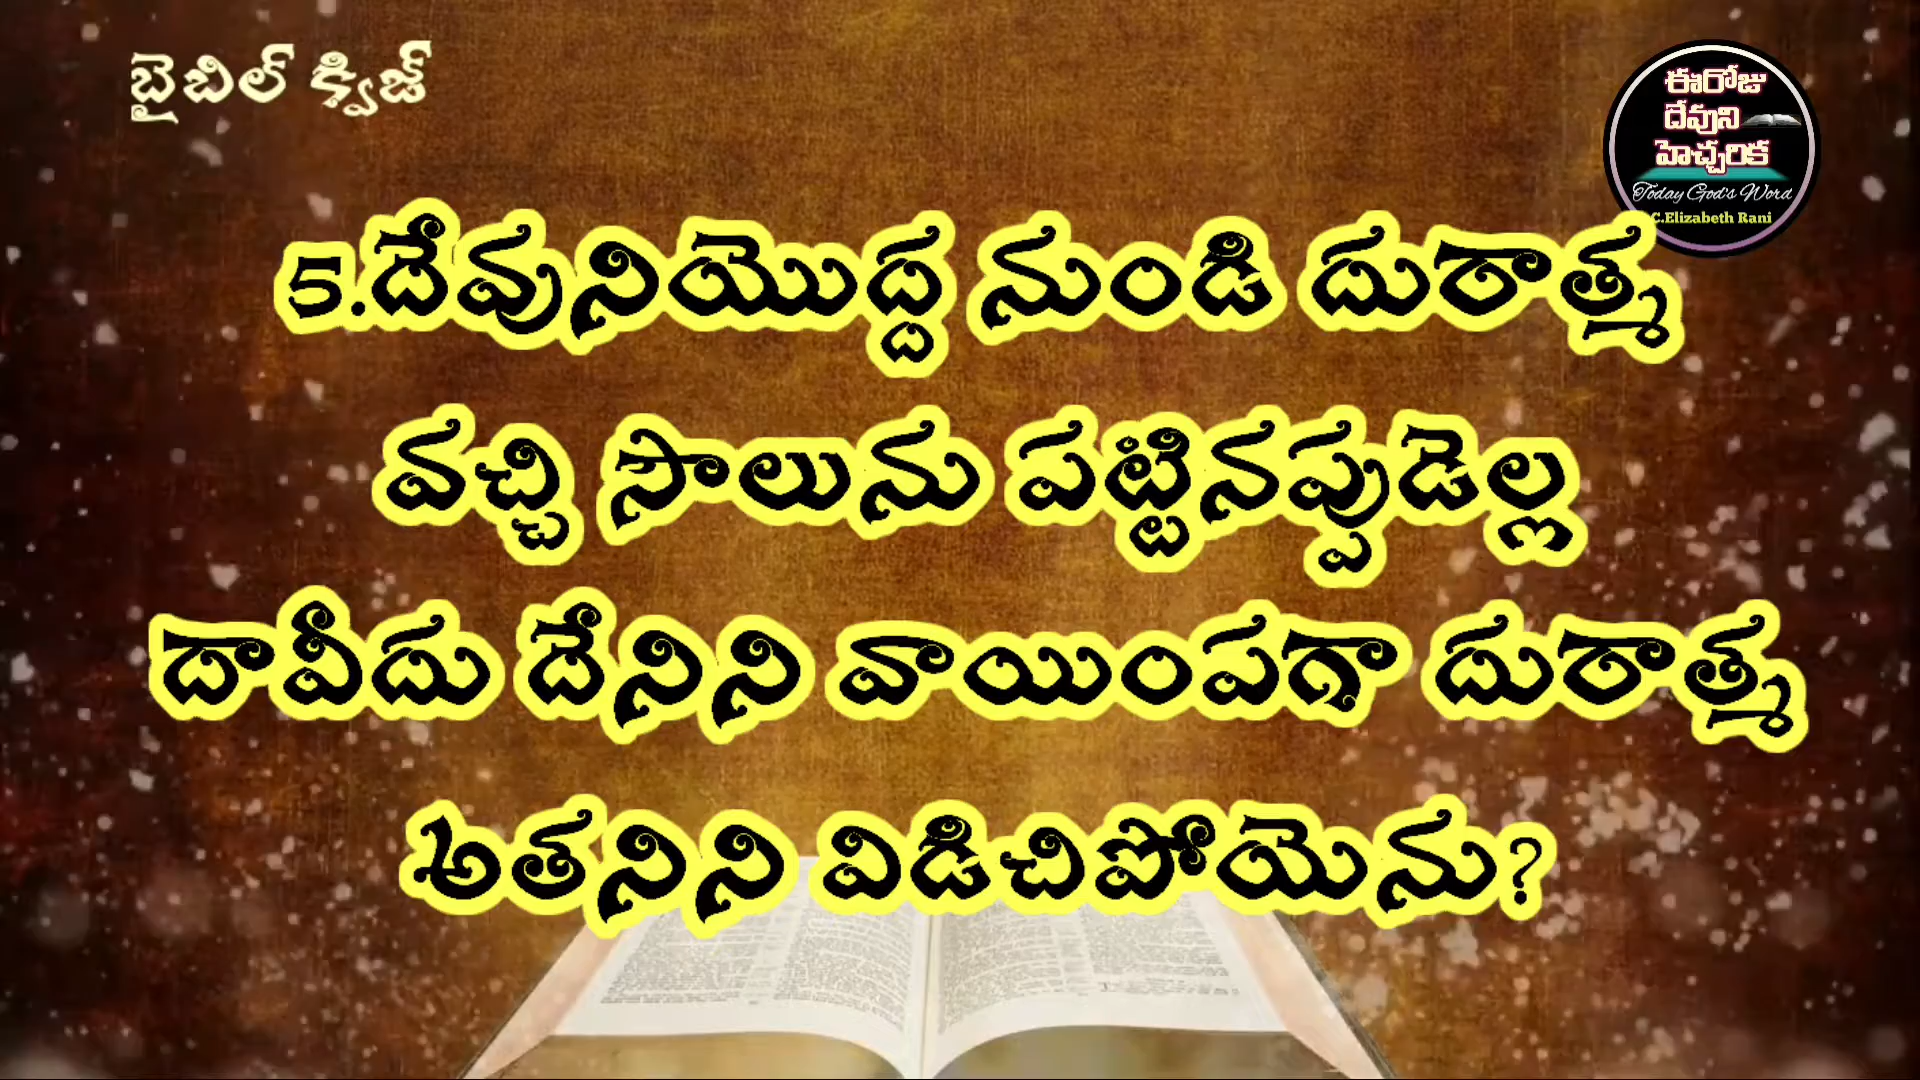 బైబిల్ క్విజ్
ఈరోజు
దేవుని
హెచ్చరిక
Today God's Word
C.Elizabeth Rani
5.దేవునియొద్ద నుండి దురాత్మ
వచ్చి సౌలును పట్టినప్పుడెల్ల
దావీదు దేనిని వాయింపగా దురాత్మ
అతనిని విడిచిపోయెను?